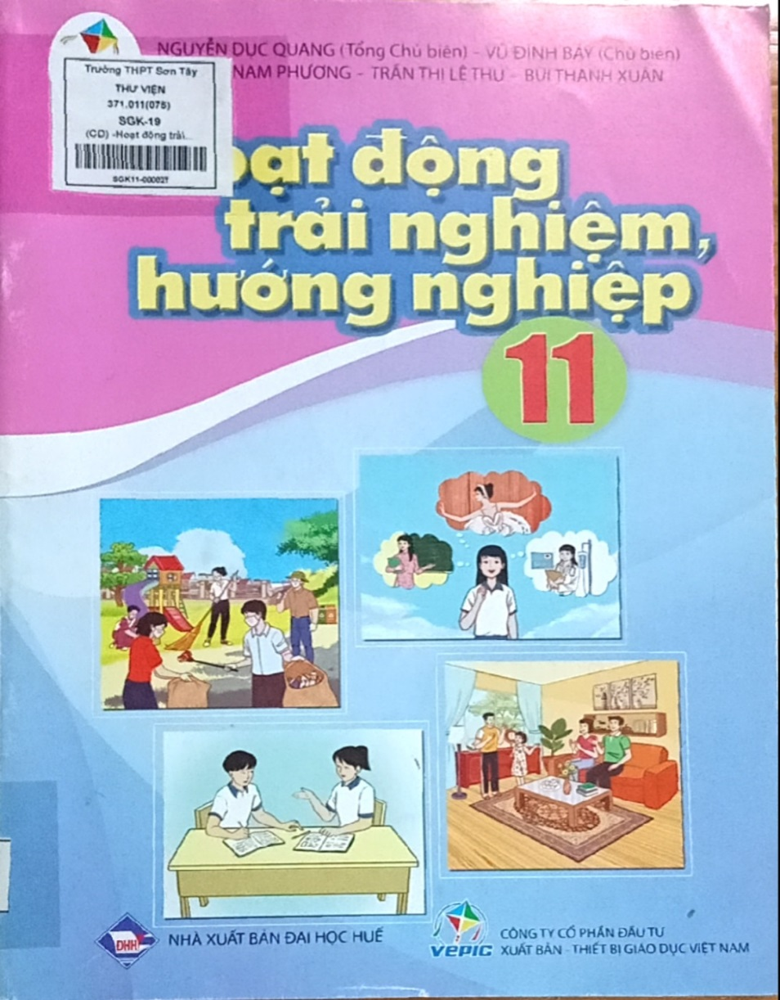 NGUYỄN DỤC QUANG (Tổng Chủ biên) – VŨ ĐÌNH BẢY (Chủ biên)
NAM PHƯƠNG – TRẦN THỊ LỆ THU – BÙI THANH XUÂN
Trường THPT Sơn Tây
THƯ VIỆN
371.011(075)
SGK-19
(CD) -Hoạt động trải...
SGK11-000027
oạt động
trải nghiệm,
hướng nghiệp
11
ĐHH
NHÀ XUẤT BẢN ĐẠI HỌC HUẾ
VEPIC
CÔNG TY CỔ PHẦN ĐẦU TƯ
XUẤT BẢN - THIẾT BỊ GIÁO DỤC VIỆT NAM